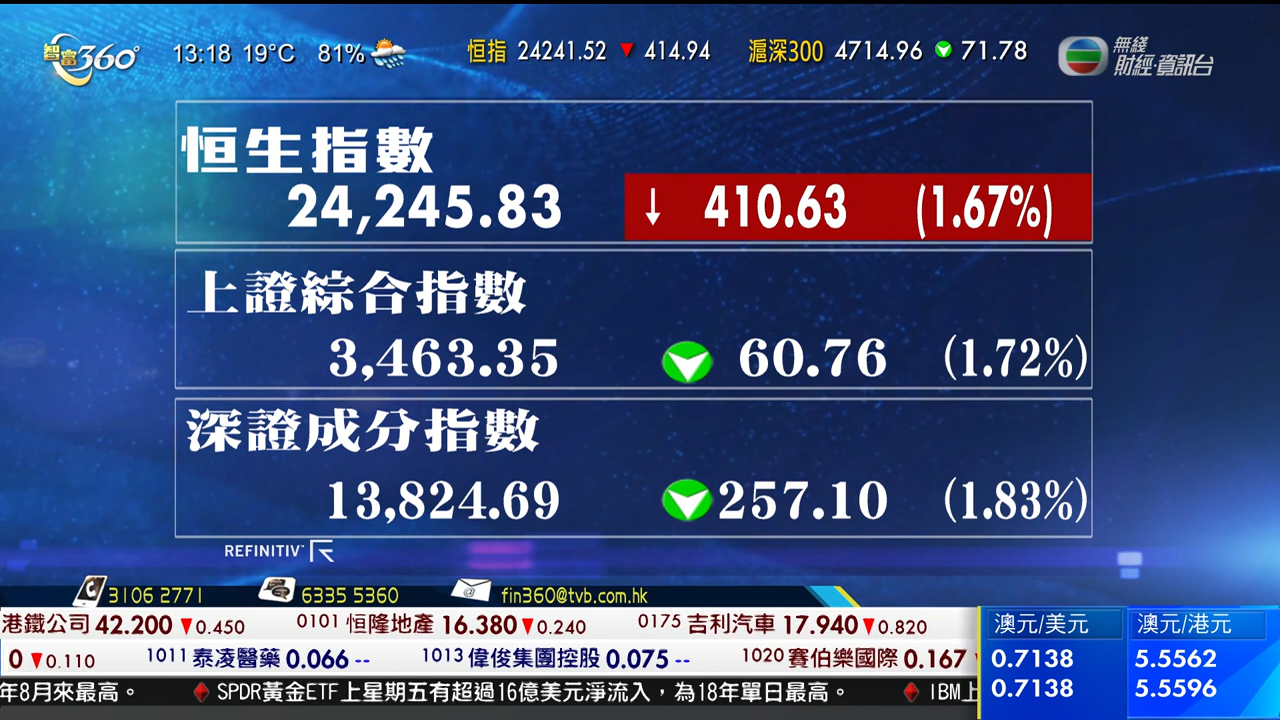 智富360°
13:18 19°C 81% 恒指 24241.52 ▼ 414.94 滬深300 4714.96 71.78
無綫
財經·資訊台
恒生指數
24,245.83 ↓ 410.63 (1.67%)
上證綜合指數
3,463.35 60.76 (1.72%)
深證成分指數
13,824.69 257.10 (1.83%)
REFINITIV
3106 2771 6335 5360 fin360@tvb.com.hk
港鐵公司 42.200 ▼0.450 0101 恒隆地產 16.380 ▼0.240 0175 吉利汽車 17.940 ▼0.820
0 ▼0.110 1011 泰凌醫藥 0.066 -- 1013 偉俊集團控股 0.075 -- 1020 賽伯樂國際 0.167
年8月來最高。 ♦ SPDR黃金ETF上星期五有超過16億美元淨流入，為18年單日最高。 ♦ IBM上
澳元/美元 澳元/港元
0.7138 5.5562
0.7138 5.5596